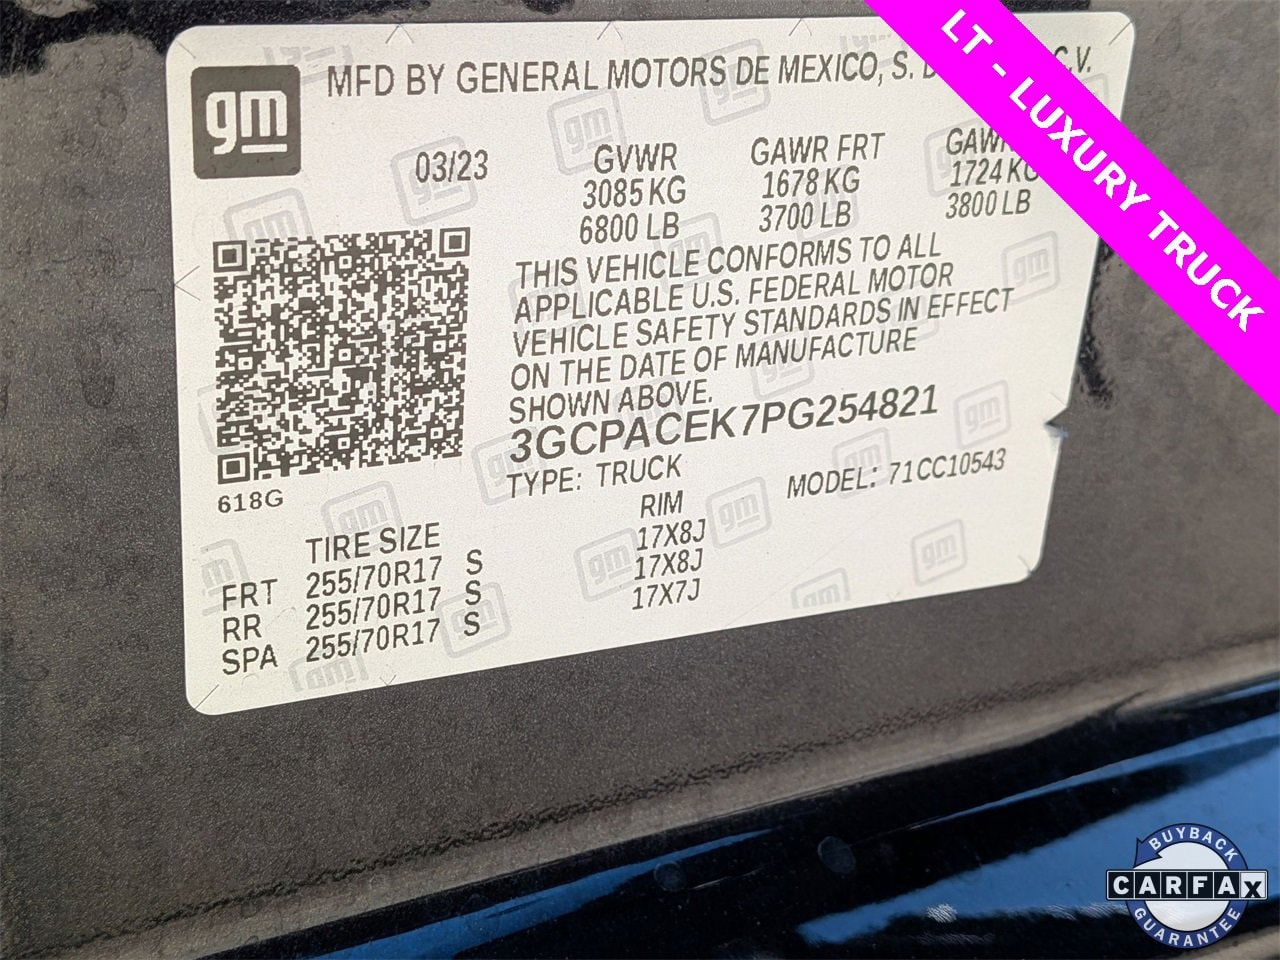 gm
MFD BY GENERAL MOTORS DE MEXICO, S. C.V.
03/23
GVWR
3085 KG
6800 LB
GAWR FRT
1678 KG
3700 LB
1724 KG
3800 LB
THIS VEHICLE CONFORMS TO ALL
APPLICABLE U.S. FEDERAL MOTOR
VEHICLE SAFETY STANDARDS IN EFFECT
ON THE DATE OF MANUFACTURE
SHOWN ABOVE.
3GCPACEK7PG254821
TYPE: TRUCK MODEL: 71CC10543
618G
TIRE SIZE RIM
FRT 255/70R17 S 17X8J
RR 255/70R17 S 17X8J
SPA 255/70R17 S 17X7J
LT - LUXURY TRUCK
BUYBACK
CARFAX
GUARANTEE